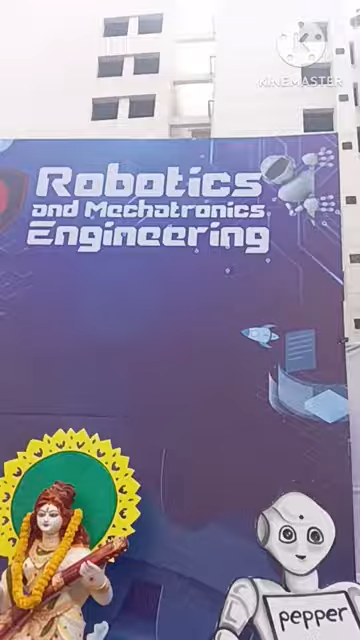 KINEMASTER
Robotics
and Mechatronics
Engineering
pepper